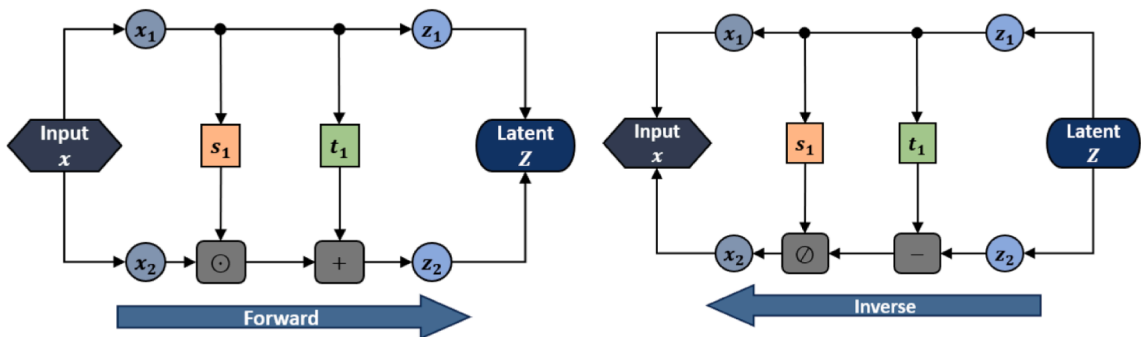 x₁
z₁
Input
x
s₁
t₁
Latent
Z
x₂
⊙
+
z₂
Forward
x₁
z₁
Input
x
s₁
t₁
Latent
Z
x₂
⊘
−
z₂
Inverse